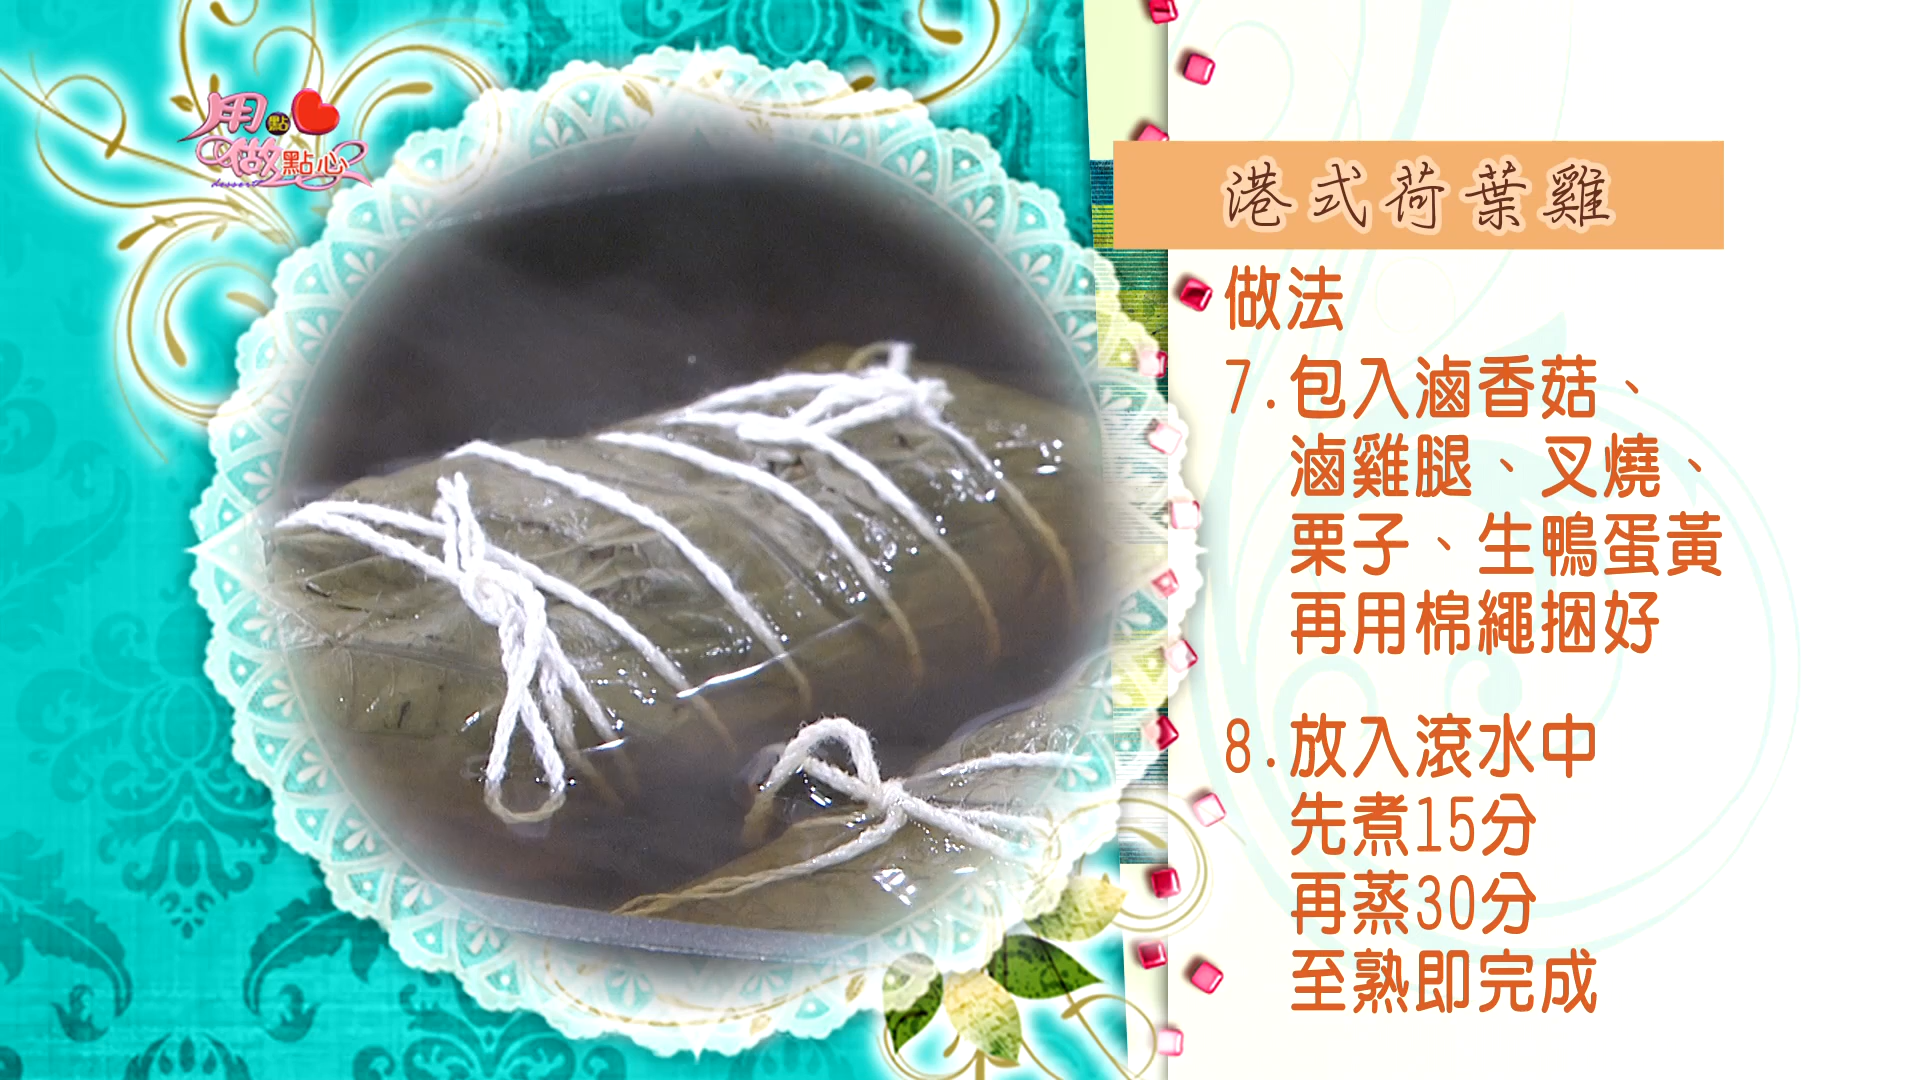 用點
做點心
dessert
港式荷葉雞
做法
7.包入滷香菇、
滷雞腿、叉燒、
栗子、生鴨蛋黃
再用棉繩捆好
8.放入滾水中
先煮15分
再蒸30分
至熟即完成